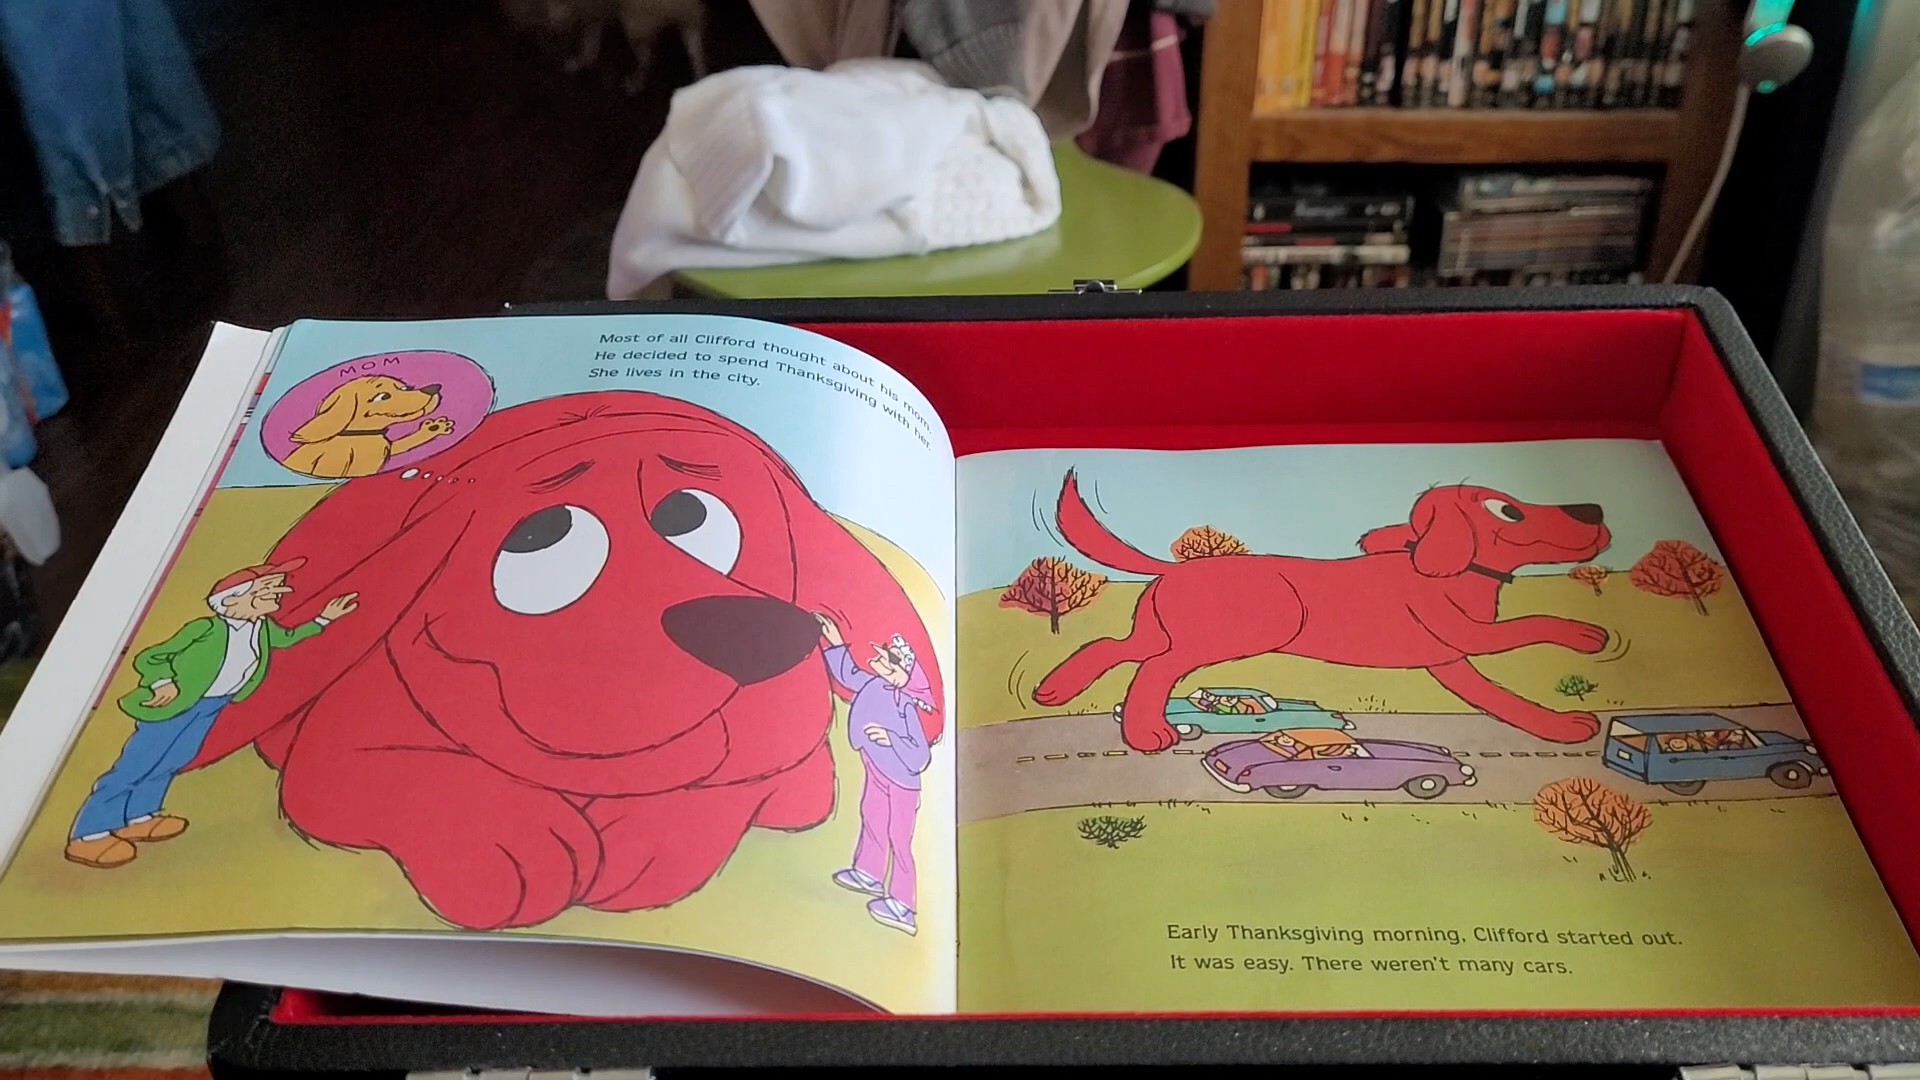 MOM
Most of all Clifford thought about his mom.
He decided to spend Thanksgiving with her.
She lives in the city.
Early Thanksgiving morning, Clifford started out.
It was easy. There weren't many cars.